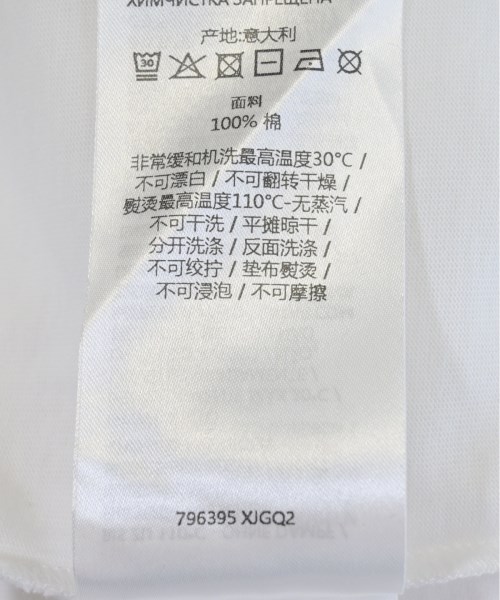 ХИМЧИСТКА ЗАПРЕЩЕНА
产地:意大利
30
面料
100% 棉
非常缓和机洗最高温度30°C /
不可漂白 / 不可翻转干燥 /
熨烫最高温度110°C-无蒸汽 /
不可干洗 / 平摊晾干 /
分开洗涤 / 反面洗涤 /
不可绞拧 / 垫布熨烫 /
不可浸泡 / 不可摩擦
796395 XJGQ2